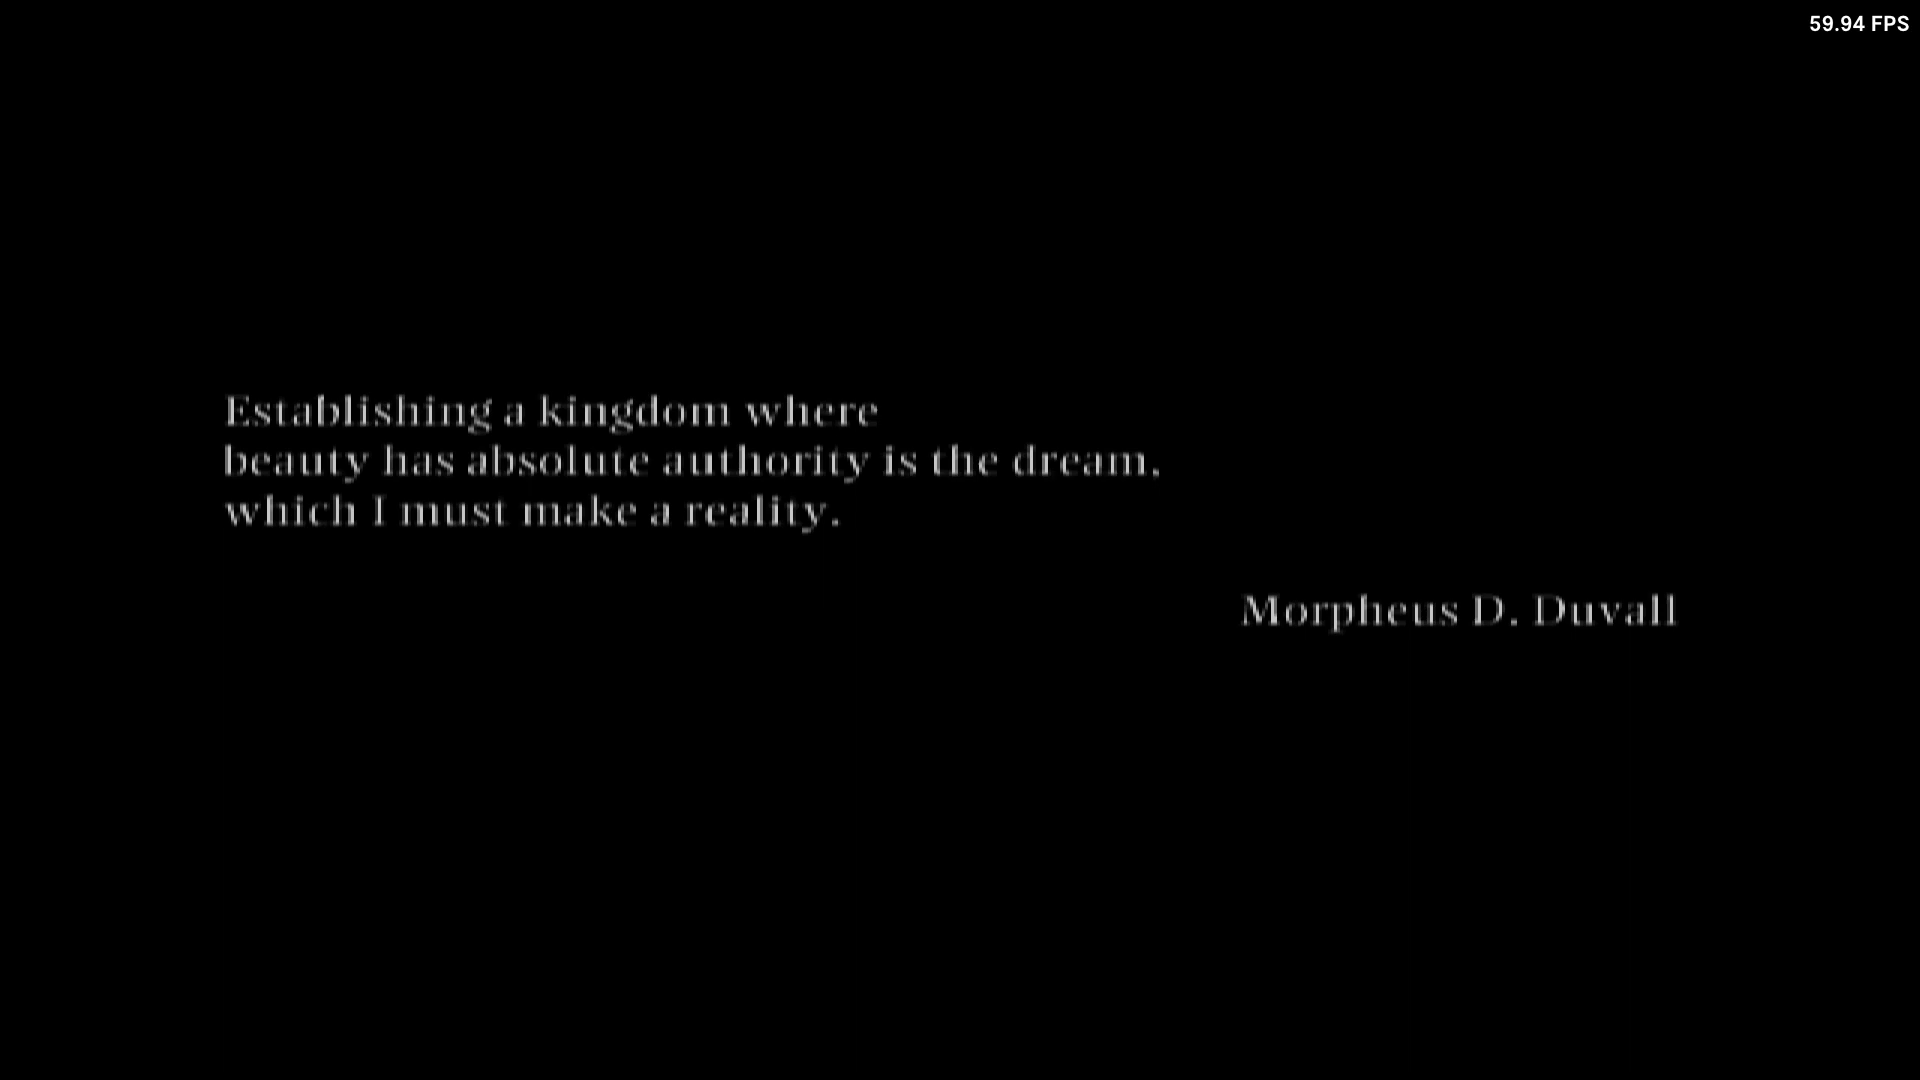 59.94 FPS
Establishing a kingdom where
beauty has absolute authority is the dream,
which I must make a reality.
Morpheus D. Duvall